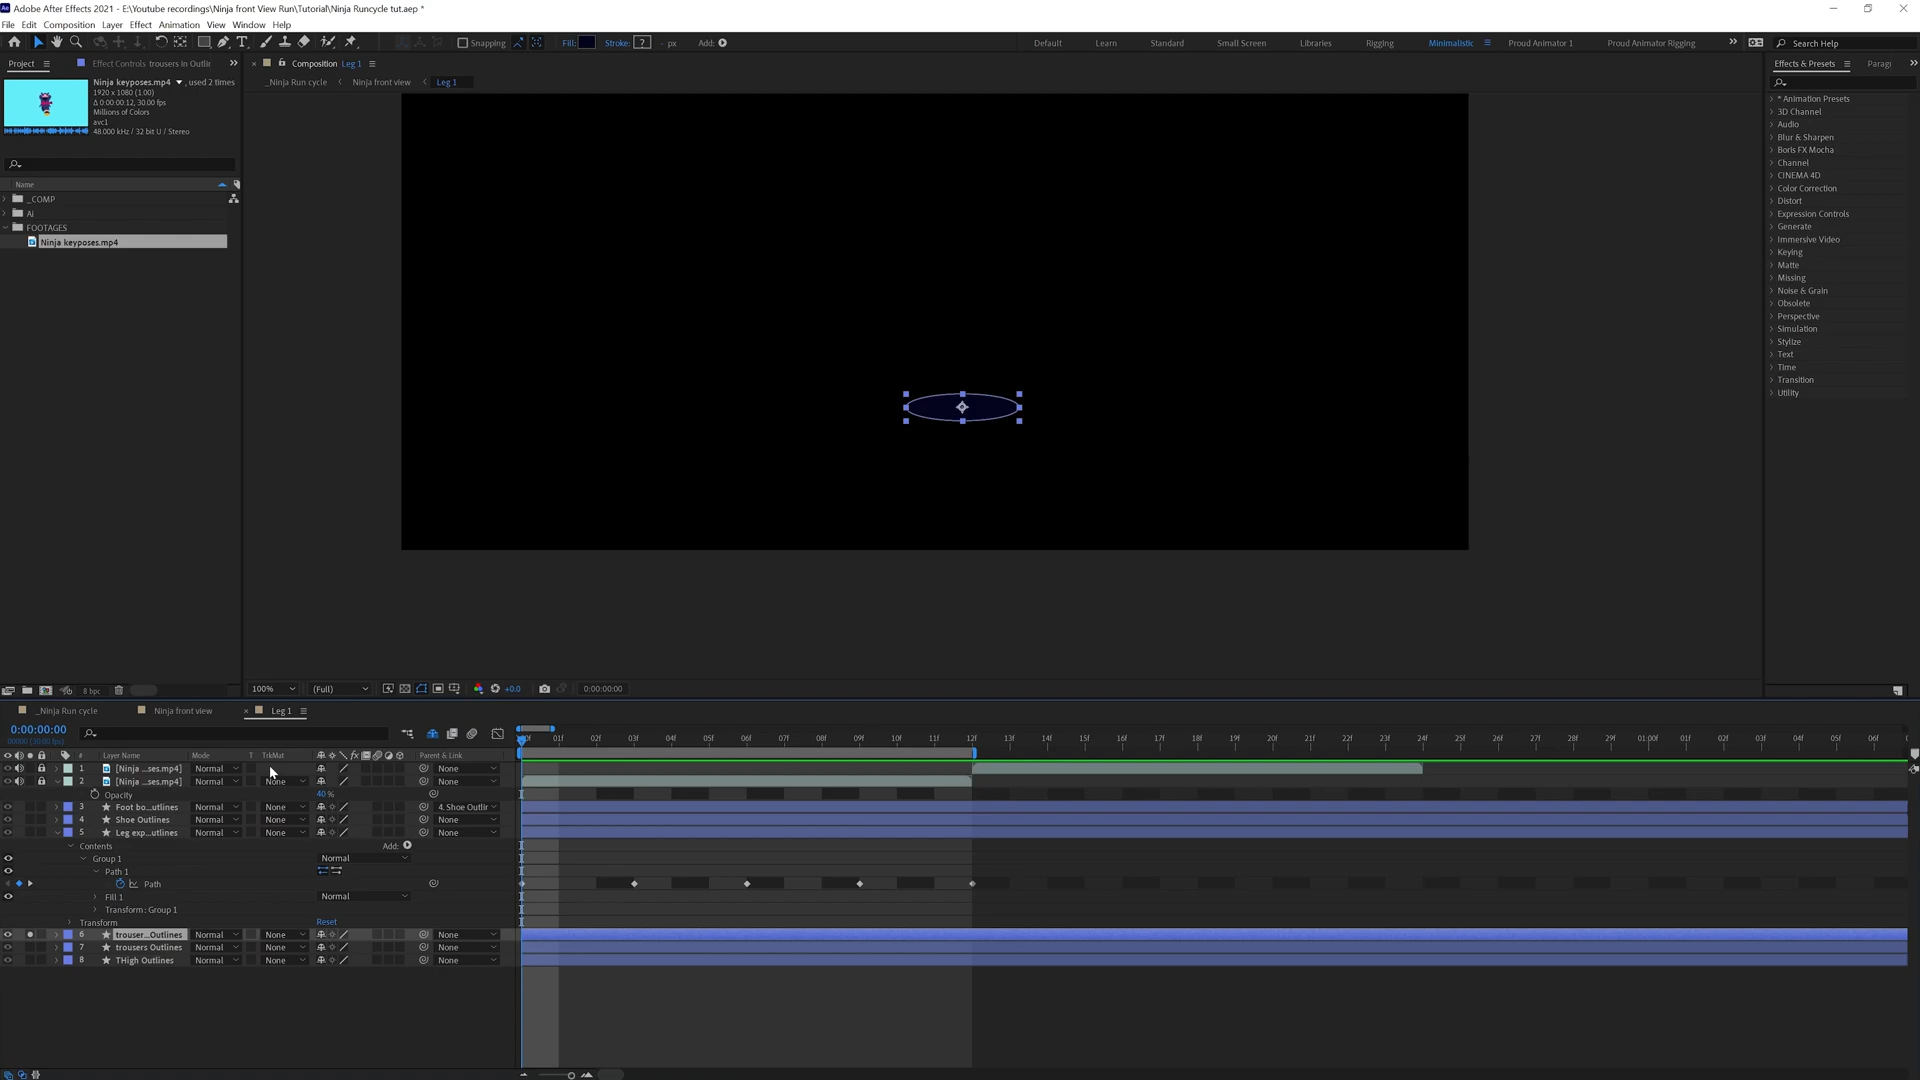 Adobe After Effects 2021 - E:\Youtube recordings\Ninja front View Run\Tutorial\Ninja Runcycle tut.aep *
File Edit Composition Layer Effect Animation View Window Help
Snapping Fill: Stroke: ? px Add: Default Learn Standard Small Screen Libraries Rigging Minimalistic Proud Animator 1 Proud Animator Rigging Search Help
Project Effect Controls trousers In Outlir Composition Leg 1 Effects & Presets Paragi
Ninja keyposes.mp4 , used 2 times
1920 x 1080 (1.00)
Δ 0:00:00:12, 30.00 fps
Millions of Colors
avc1
48.000 kHz / 32 bit U / Stereo
_Ninja Run cycle Ninja front view Leg 1
Name
_COMP
Ai
FOOTAGES
Ninja keyposes.mp4
* Animation Presets
3D Channel
Audio
Blur & Sharpen
Boris FX Mocha
Channel
CINEMA 4D
Color Correction
Distort
Expression Controls
Generate
Immersive Video
Keying
Matte
Missing
Noise & Grain
Obsolete
Perspective
Simulation
Stylize
Text
Time
Transition
Utility
8 bpc 100% (Full) +0.0 0:00:00:00
_Ninja Run cycle Ninja front view Leg 1
0:00:00:00
00000 (30.00 fps)
01f 02f 03f 04f 05f 06f 07f 08f 09f 10f 11f 12f 13f 14f 15f 16f 17f 18f 19f 20f 21f 22f 23f 24f 25f 26f 27f 28f 29f 01:00f 01f 02f 03f 04f 05f 06f
# Layer Name Mode T TrkMat fx Parent & Link
1 [Ninja ...ses.mp4] Normal None
2 [Ninja ...ses.mp4] Normal None None
Opacity 40 %
3 Foot bo...utlines Normal None 4. Shoe Outlir
4 Shoe Outlines Normal None None
5 Leg exp...utlines Normal None None
Contents Add:
Group 1 Normal
Path 1
Path
Fill 1 Normal
Transform: Group 1
Transform Reset
6 trouser...Outlines Normal None None
7 trousers Outlines Normal None None
8 THigh Outlines Normal None None